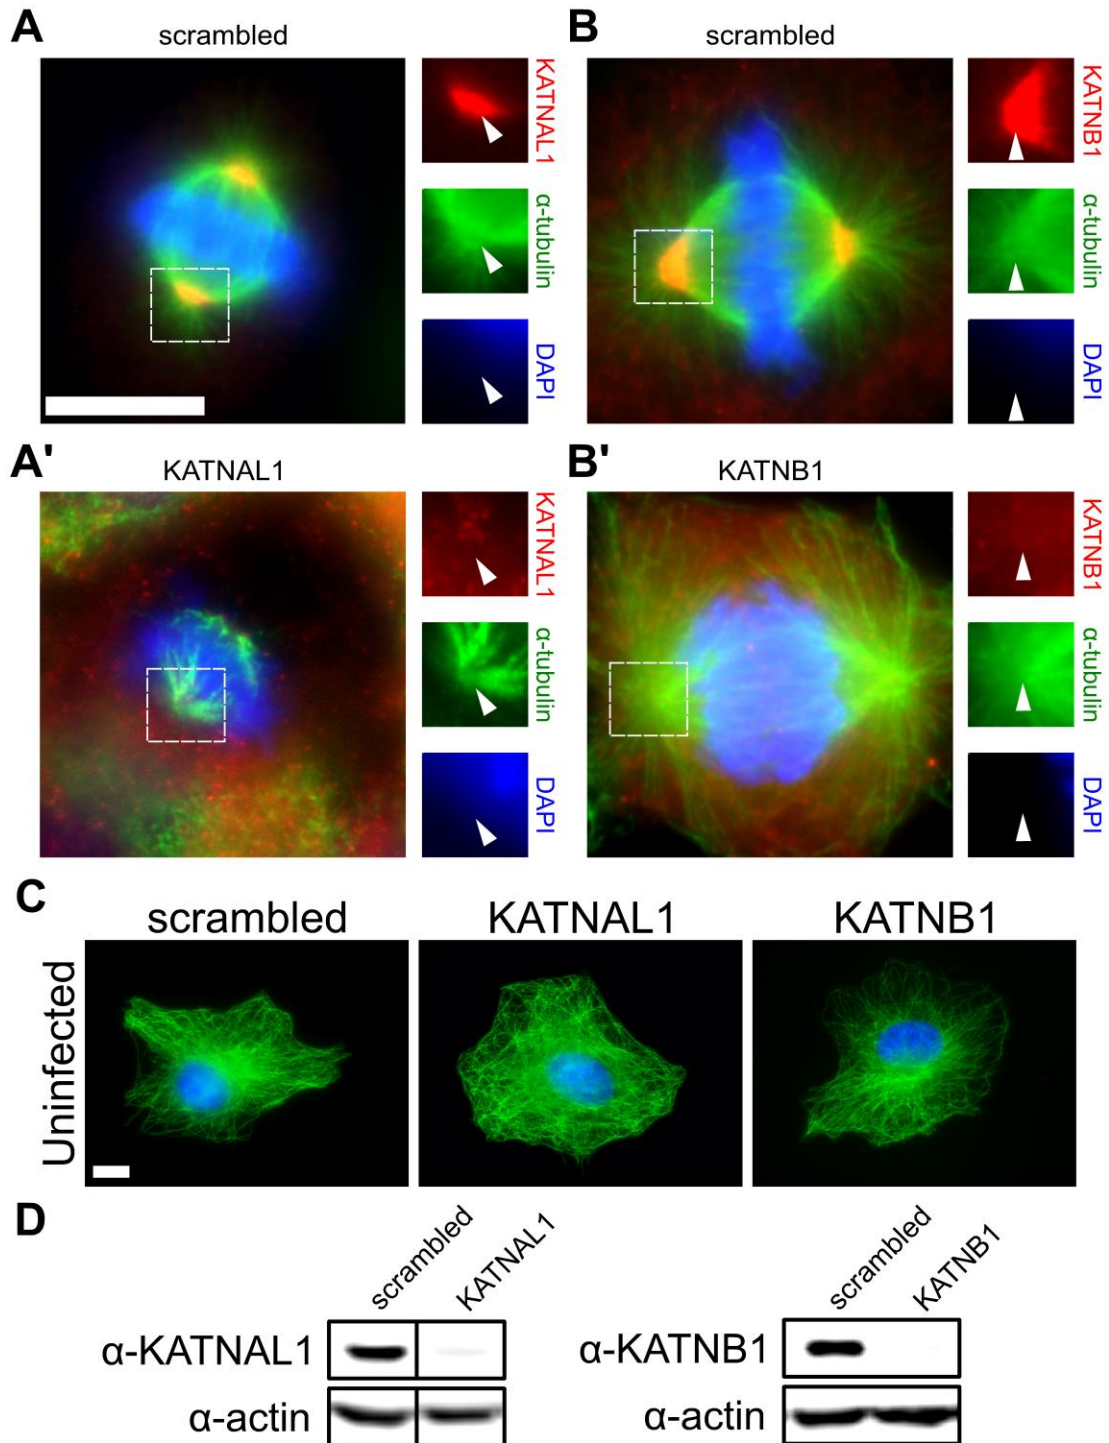 A
scrambled
KATNAL1
α-tubulin
DAPI
B
scrambled
KATNB1
α-tubulin
DAPI
A'
KATNAL1
KATNAL1
α-tubulin
DAPI
B'
KATNB1
KATNB1
α-tubulin
DAPI
C
scrambled KATNAL1 KATNB1
Uninfected
D
scrambled KATNAL1
α-KATNAL1
α-actin
scrambled KATNB1
α-KATNB1
α-actin